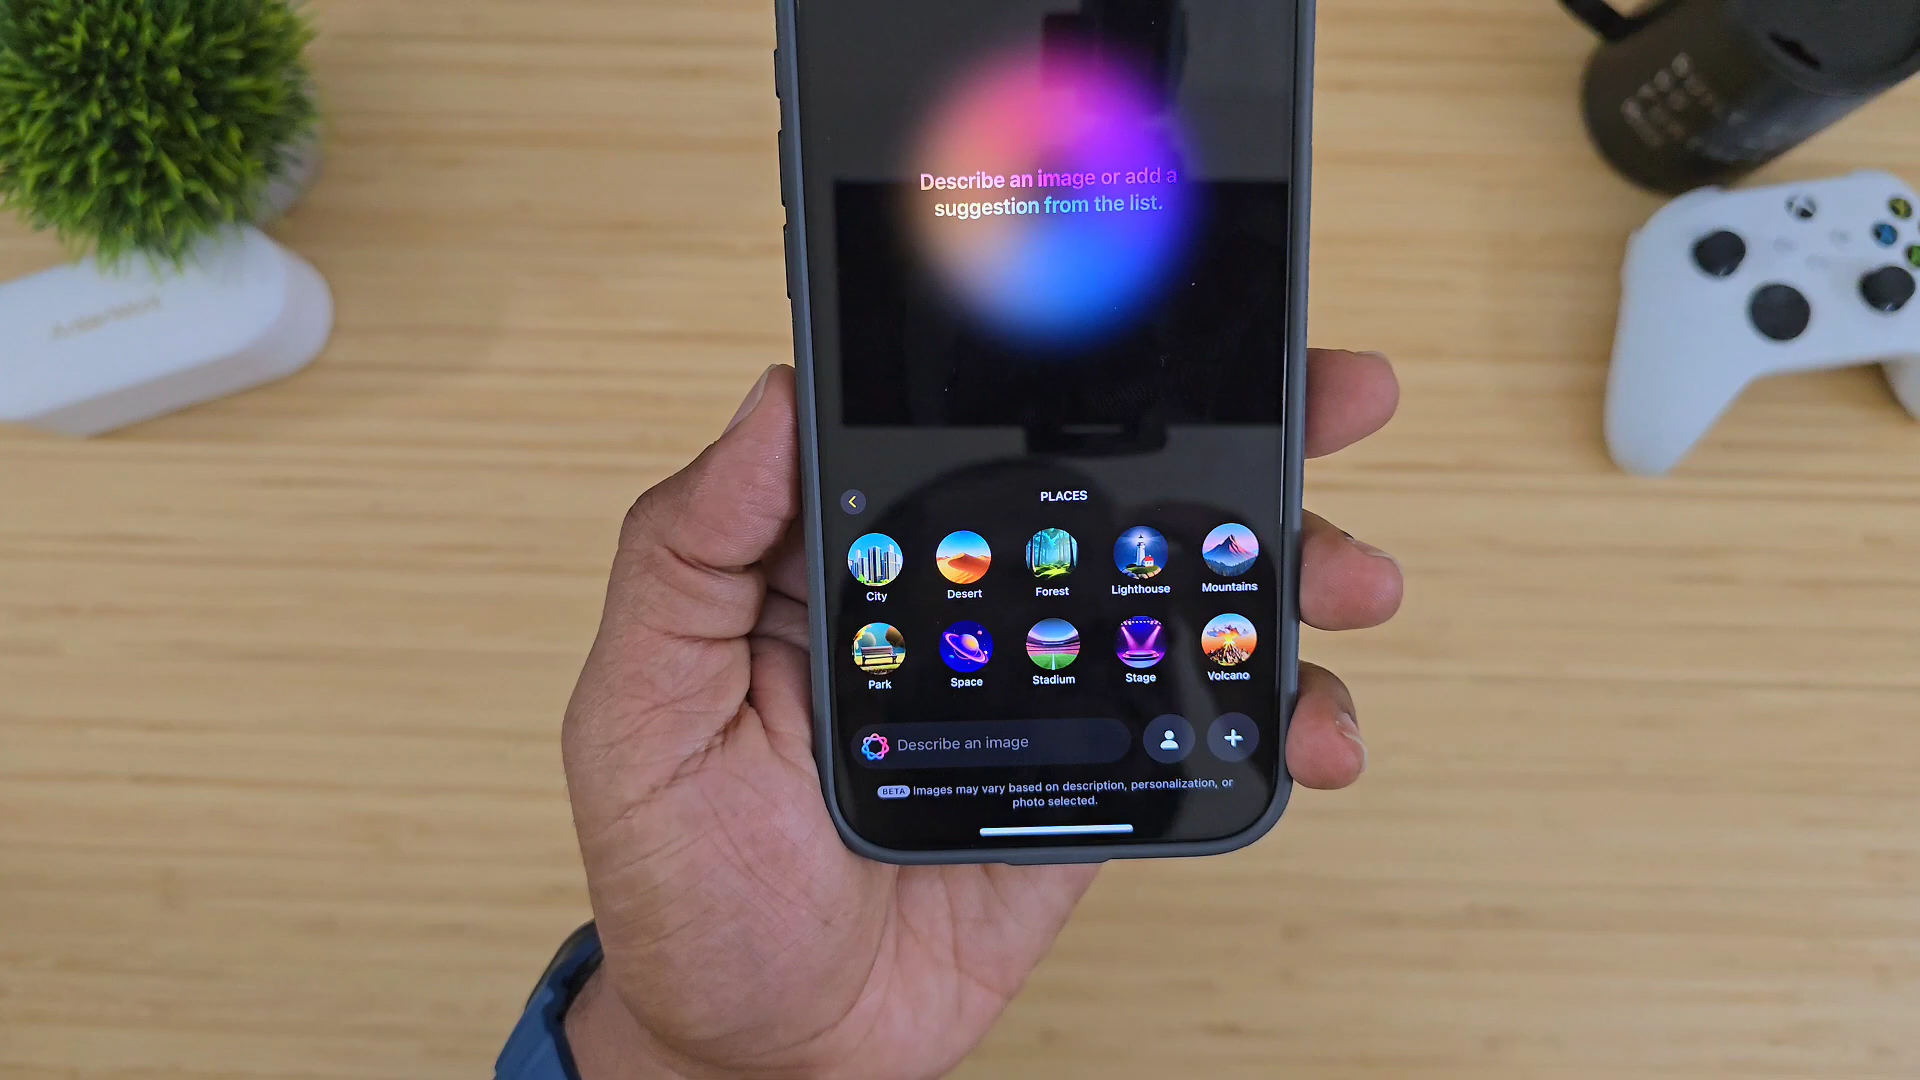 Describe an image or add a
suggestion from the list.
PLACES
City
Desert
Forest
Lighthouse
Mountains
Park
Space
Stadium
Stage
Volcano
Describe an image
BETA Images may vary based on description, personalization, or
photo selected.